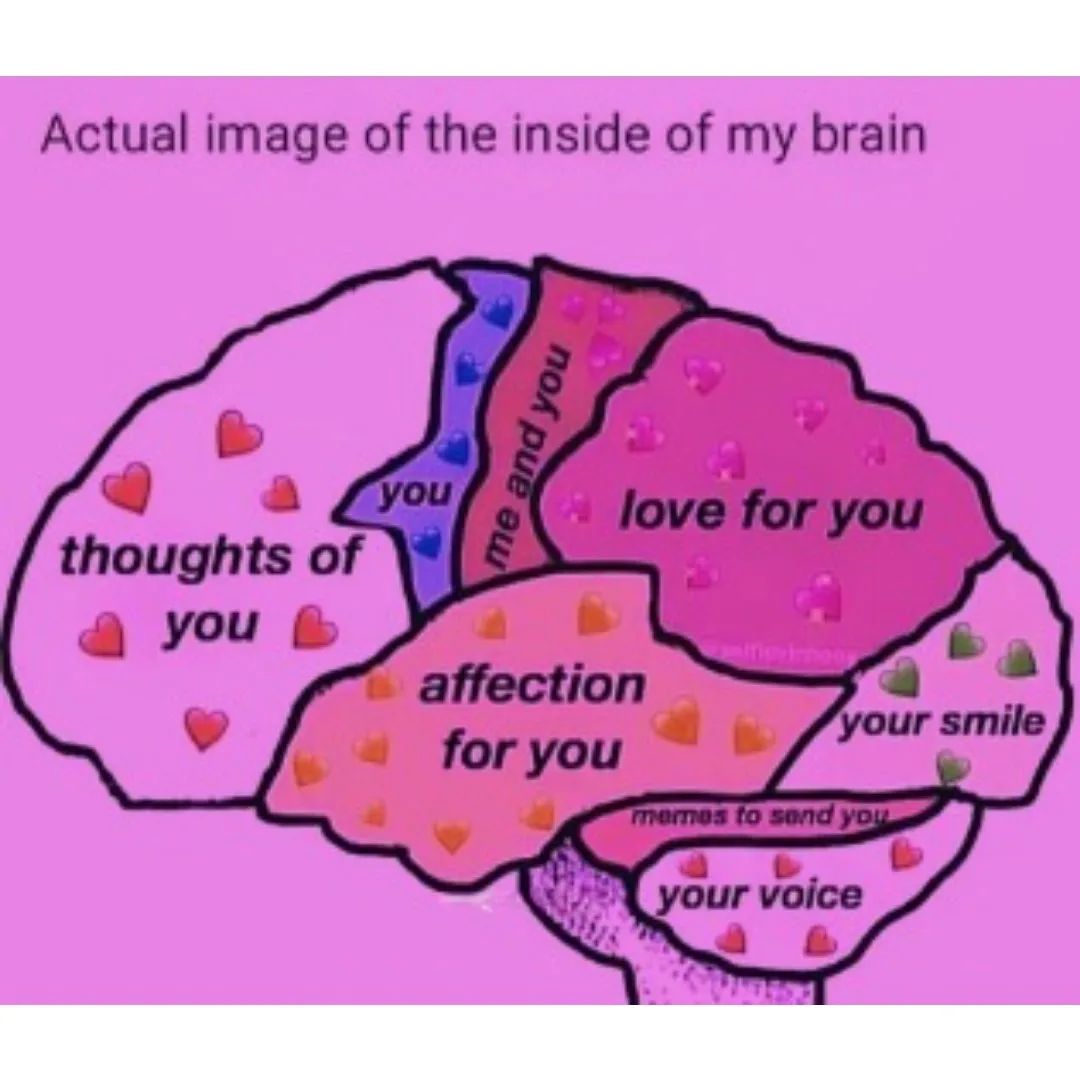 Actual image of the inside of my brain
thoughts of
you
you
me and you
love for you
affection
for you
your smile
memes to send you
your voice